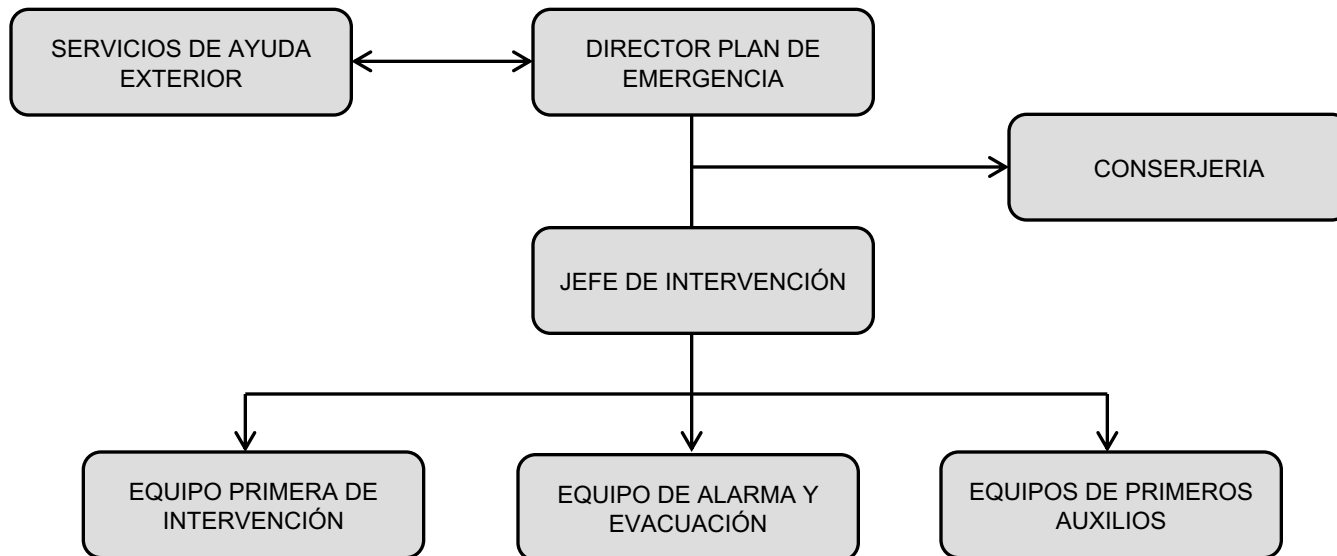 SERVICIOS DE AYUDA
EXTERIOR
DIRECTOR PLAN DE
EMERGENCIA
CONSERJERIA
JEFE DE INTERVENCIÓN
EQUIPO PRIMERA DE
INTERVENCIÓN
EQUIPO DE ALARMA Y
EVACUACIÓN
EQUIPOS DE PRIMEROS
AUXILIOS